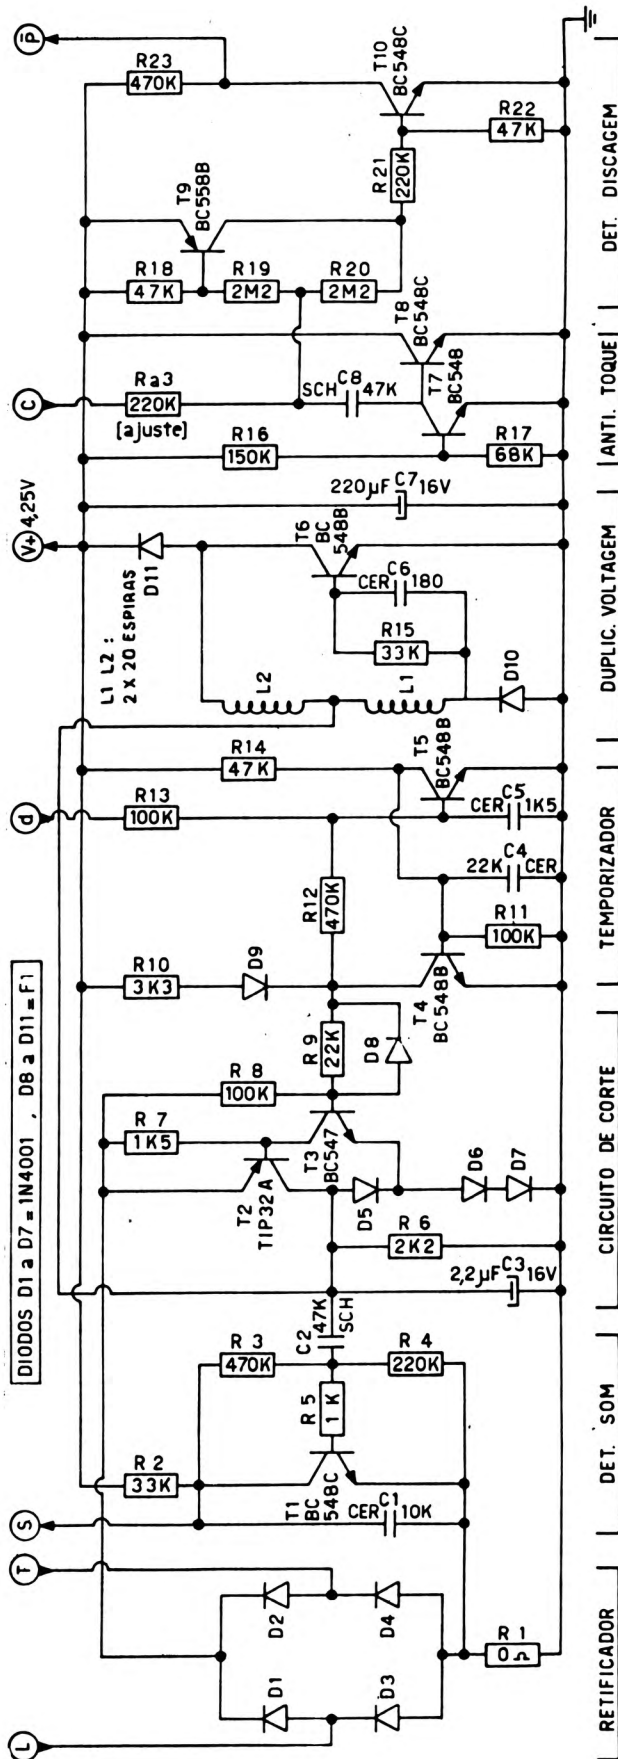 DIODOS D1 a D7 = 1N4001 , D8 a D11 = F1
L
T
S
d
V+
4,25V
C
P̄
D1
D2
D3
D4
R 1
0Ω
R 2
33K
T1
BC
548C
CER
C1
10K
R 3
470K
R 5
1 K
R 4
220K
C2
47K
SCH
T2
TIP32A
R 7
1K5
R 8
100K
T3
BC547
D5
R 6
2K2
2,2µF
C3
16V
D6
D7
R 9
22K
D8
R10
3K3
D9
R12
470K
T4
BC548B
R11
100K
22K
C4
CER
R13
100K
R14
47K
T5
BC548B
CER
C5
1K5
L1 L2 :
2 X 20 ESPIRAS
D11
L2
L1
T6
BC
548B
CER
C6
180
R15
33K
D10
220µF
C7
16V
Ra3
220K
[ajuste]
R16
150K
SCH
C8
47K
T8
BC548C
T7
BC548
R17
68K
R18
47K
R19
2M2
R20
2M2
T9
BC558B
R21
220K
R23
470K
T10
BC548C
R22
47K
RETIFICADOR
DET. SOM
CIRCUITO DE CORTE
TEMPORIZADOR
DUPLIC. VOLTAGEM
ANTI. TOQUE
DET. DISCAGEM